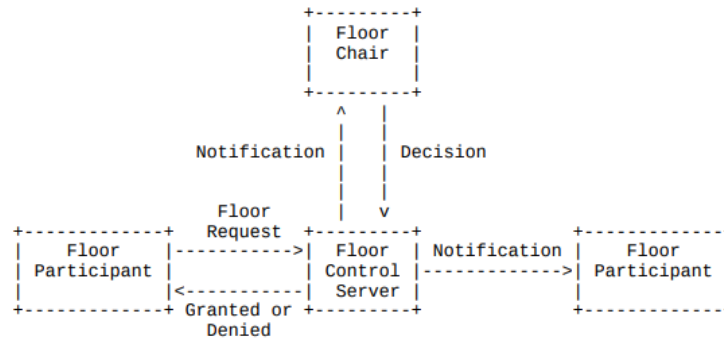 Floor
Chair
Notification
Decision
Floor
Request
Floor
Participant
Floor
Control
Server
Notification
Floor
Participant
Granted or
Denied